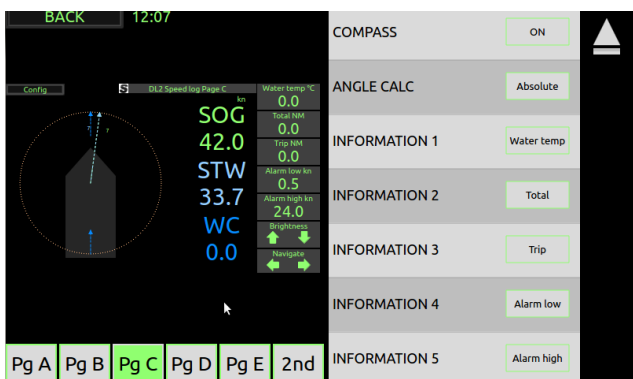 BACK 12:07
Config
S DL2 Speed log Page C
kn
SOG
42.0
STW
33.7
WC
0.0
T T
Water temp °C
0.0
Total NM
0.0
Trip NM
0.0
Alarm low kn
0.5
Alarm high kn
24.0
Brightness
Navigate
Pg A Pg B Pg C Pg D Pg E 2nd
COMPASS ON
ANGLE CALC Absolute
INFORMATION 1 Water temp
INFORMATION 2 Total
INFORMATION 3 Trip
INFORMATION 4 Alarm low
INFORMATION 5 Alarm high